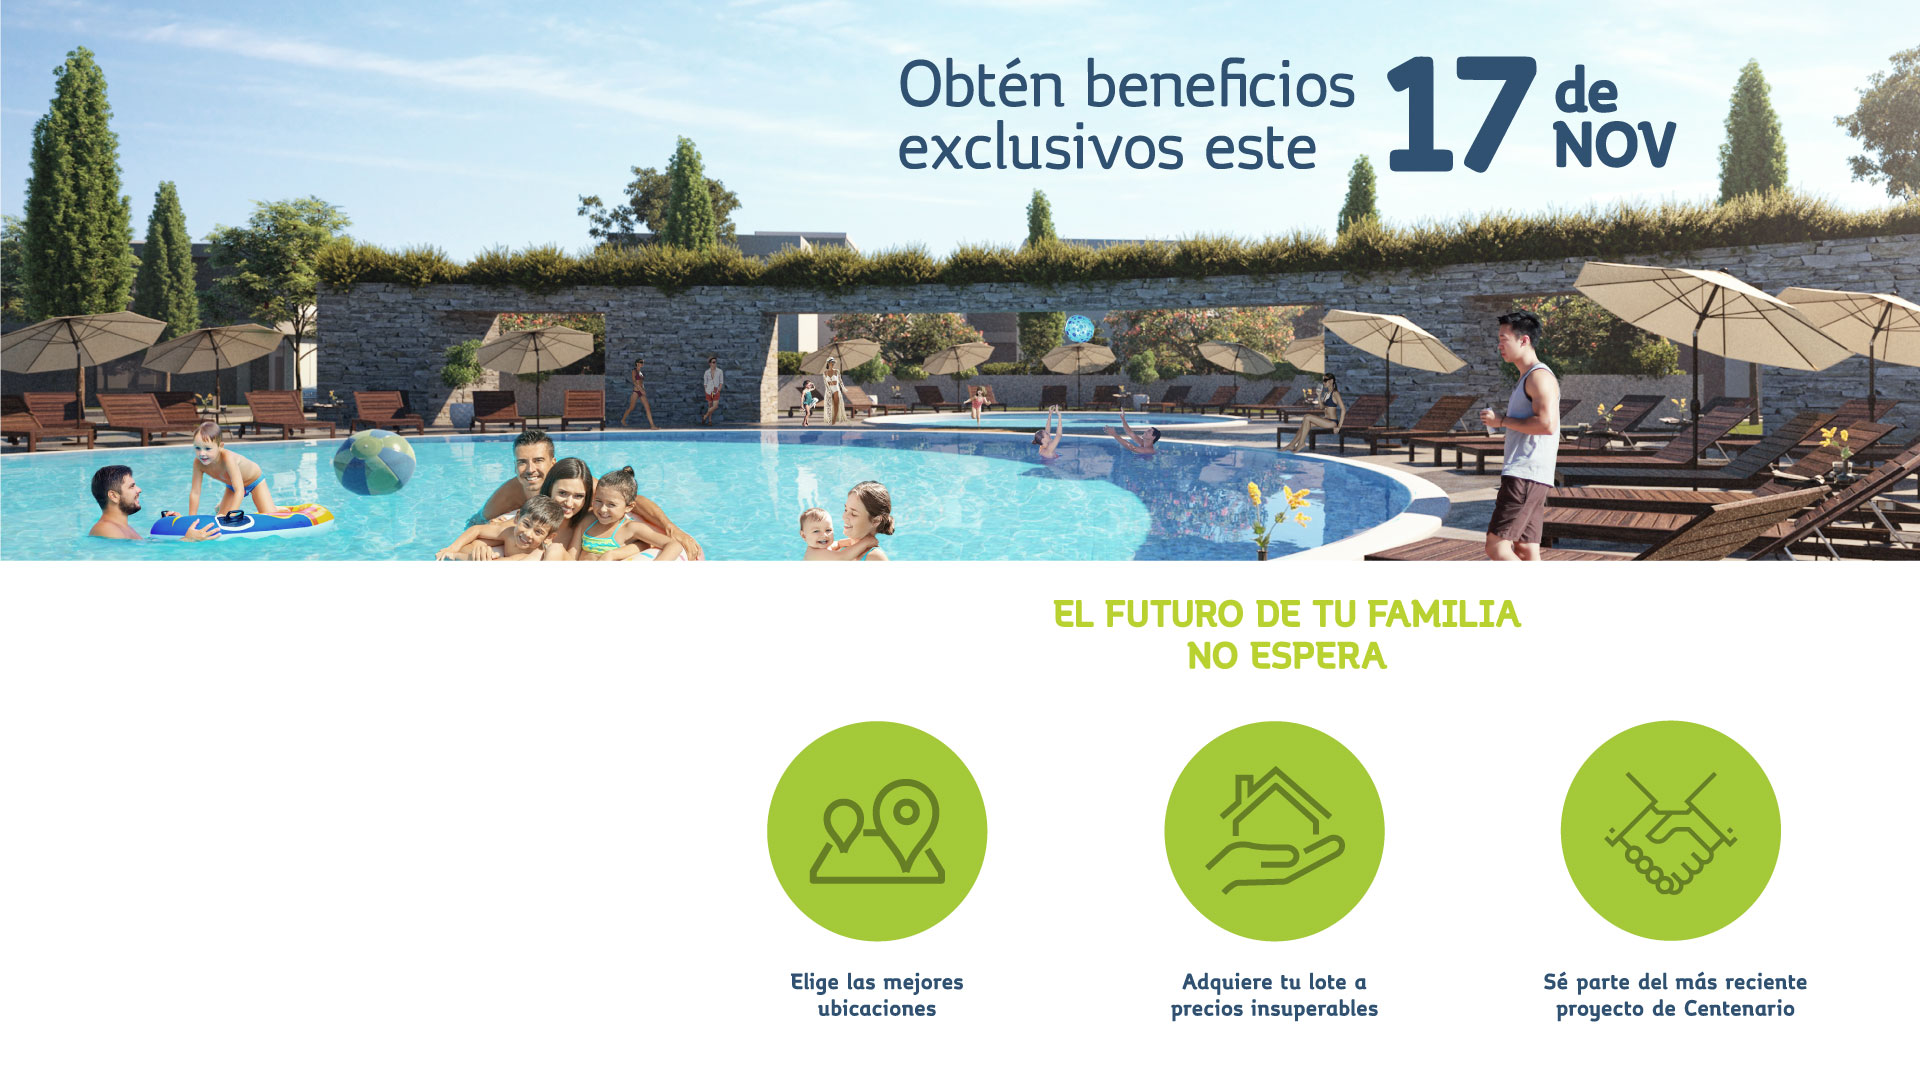 Obtén beneficios
exclusivos este
17
de
NOV
EL FUTURO DE TU FAMILIA
NO ESPERA
Elige las mejores
ubicaciones
Adquiere tu lote a
precios insuperables
Sé parte del más reciente
proyecto de Centenario